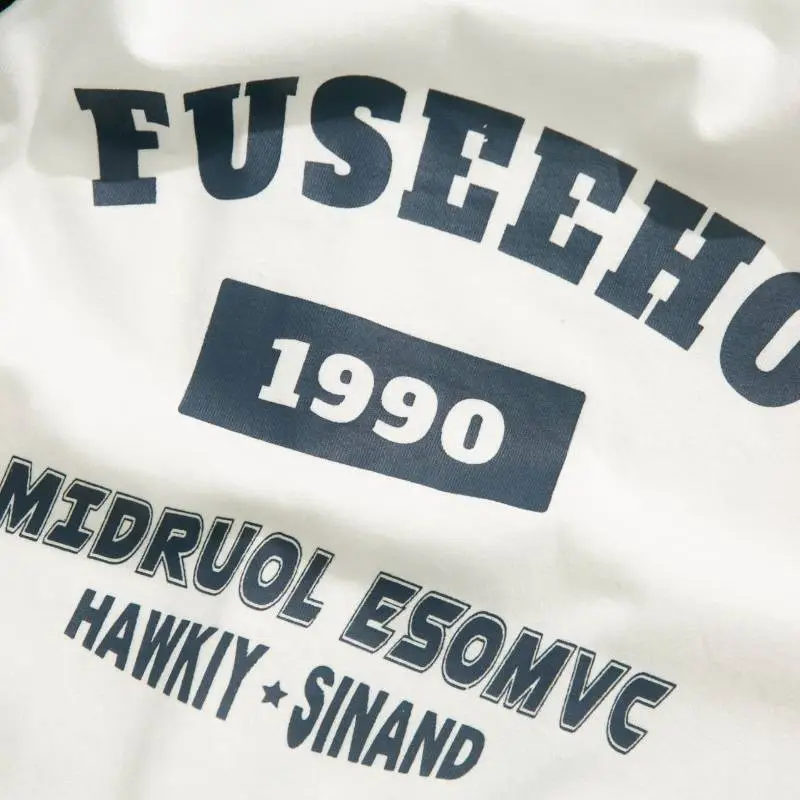 FUSEEHO
1990
MIDRUOL ESOMVC
HAWKIY ★ SINAND